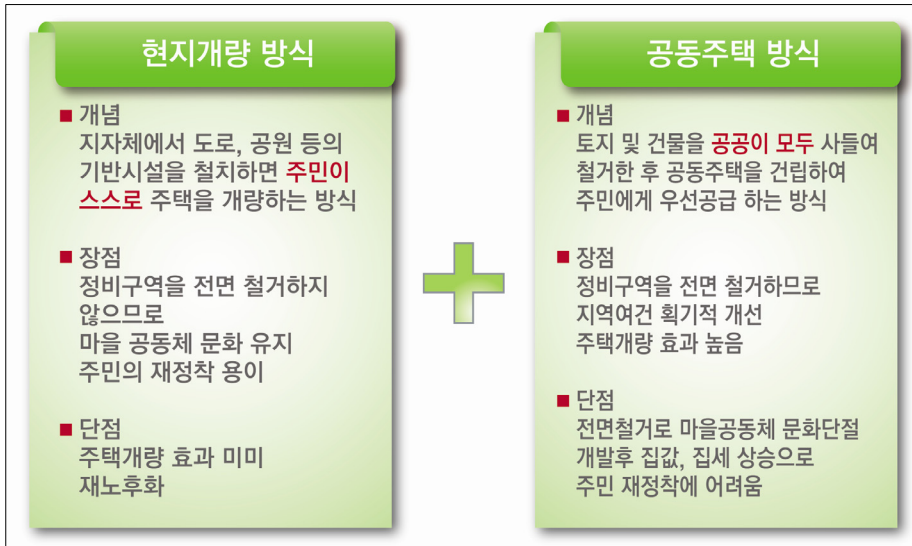 현지개량 방식
■ 개념
지자체에서 도로, 공원 등의
기반시설을 철치하면 주민이
스스로 주택을 개량하는 방식
■ 장점
정비구역을 전면 철거하지
않으므로
마을 공동체 문화 유지
주민의 재정착 용이
■ 단점
주택개량 효과 미미
재노후화
공동주택 방식
■ 개념
토지 및 건물을 공공이 모두 사들여
철거한 후 공동주택을 건립하여
주민에게 우선공급 하는 방식
■ 장점
정비구역을 전면 철거하므로
지역여건 획기적 개선
주택개량 효과 높음
■ 단점
전면철거로 마을공동체 문화단절
개발후 집값, 집세 상승으로
주민 재정착에 어려움